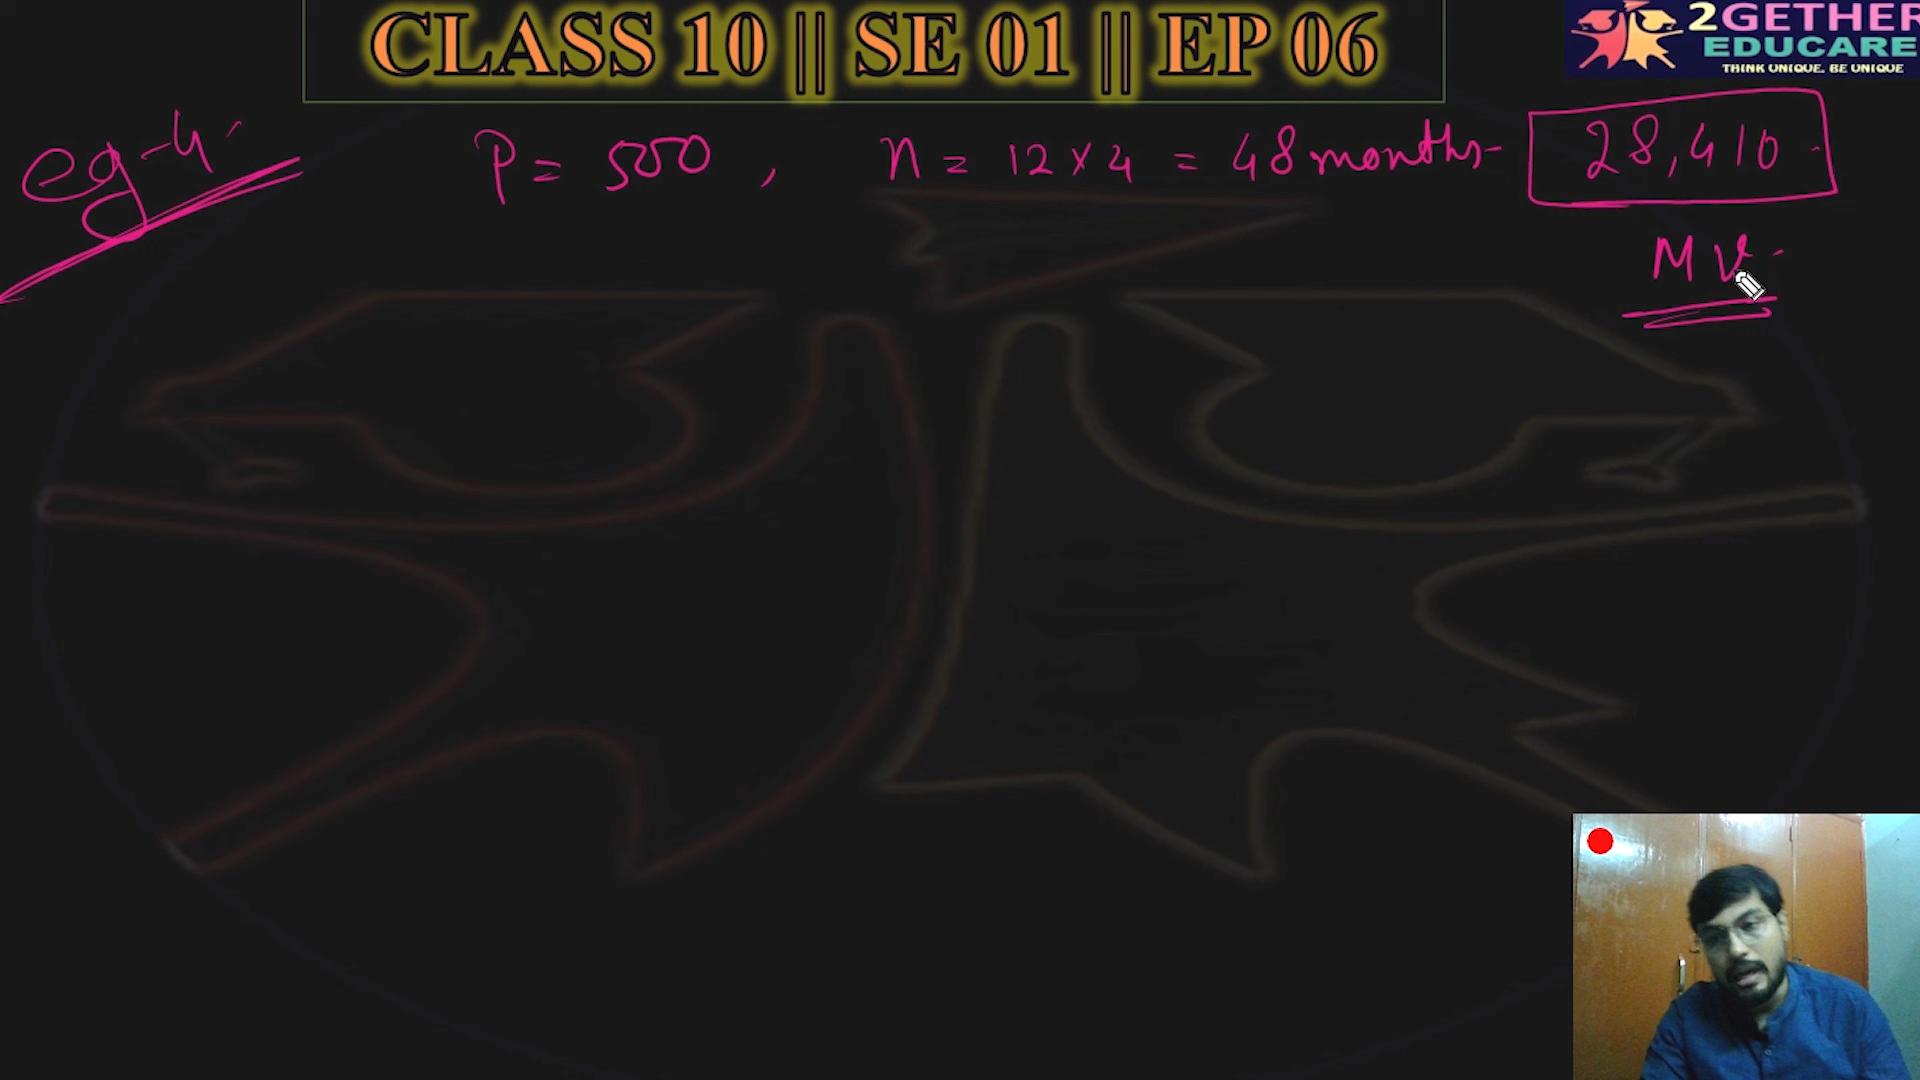 CLASS 10 || SE 01 || EP 06
2GETHER
EDUCARE
THINK UNIQUE. BE UNIQUE
eg-4.
P = 500, n = 12 × 4 = 48 months- 28,410.
MV.